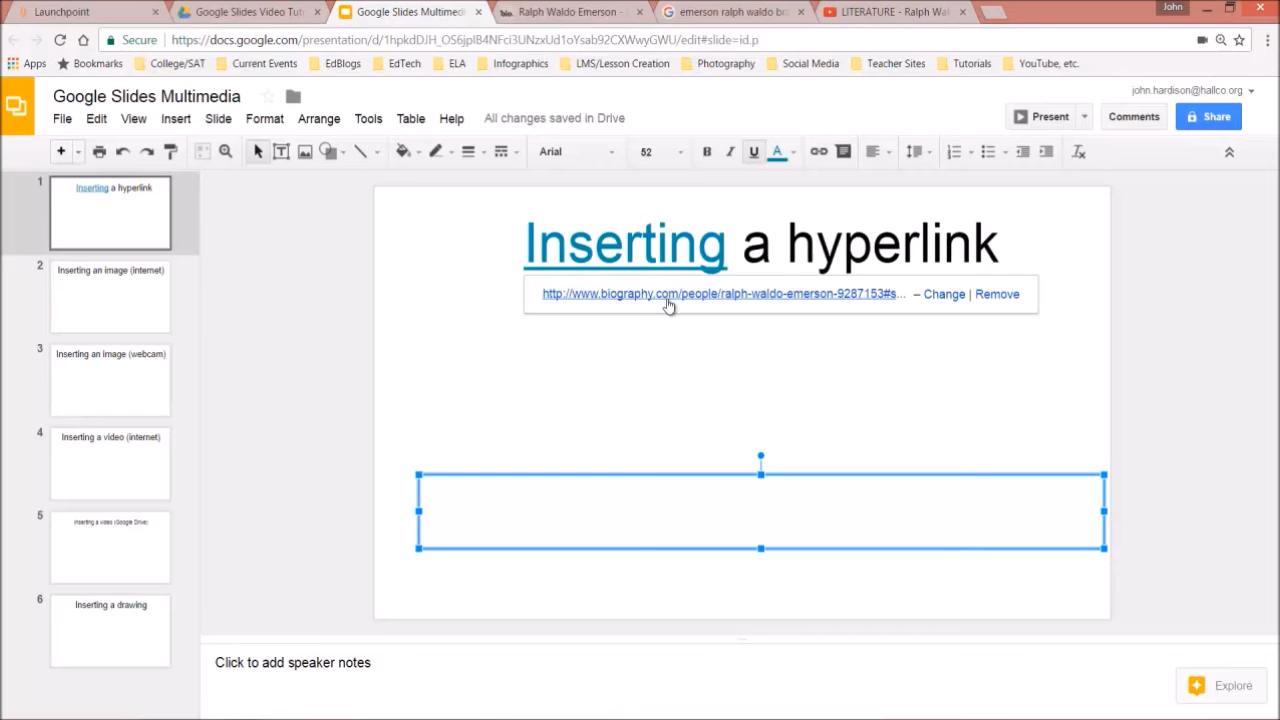 Launchpoint
Google Slides Video Tut
Google Slides Multimedi
Ralph Waldo Emerson -
emerson ralph waldo br
LITERATURE - Ralph Wal
John
Secure https://docs.google.com/presentation/d/1hpkdDJH_OS6jpIB4NFci3UNzxUd1oYsab92CXWwyGWU/edit#slide=id.p
Apps Bookmarks College/SAT Current Events EdBlogs EdTech ELA Infographics LMS/Lesson Creation Photography Social Media Teacher Sites Tutorials YouTube, etc.
Google Slides Multimedia
john.hardison@hallco.org
File Edit View Insert Slide Format Arrange Tools Table Help All changes saved in Drive
Present Comments Share
Arial 52 B I U A
1 Inserting a hyperlink
2 Inserting an image (internet)
3 Inserting an image (webcam)
4 Inserting a video (internet)
5 Inserting a video (Google Drive)
6 Inserting a drawing
Inserting a hyperlink
http://www.biography.com/people/ralph-waldo-emerson-9287153#s... – Change | Remove
Click to add speaker notes
Explore